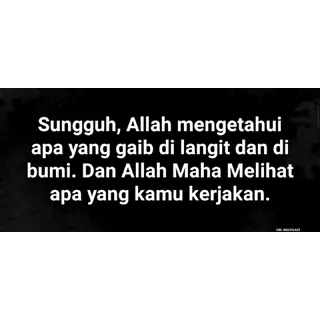 Sungguh, Allah mengetahui
apa yang gaib di langit dan di
bumi. Dan Allah Maha Melihat
apa yang kamu kerjakan.